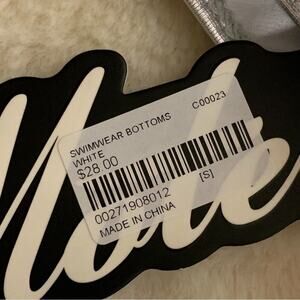 SWIMWEAR BOTTOMS C00023
WHITE
$28.00
00271908012 [S]
MADE IN CHINA